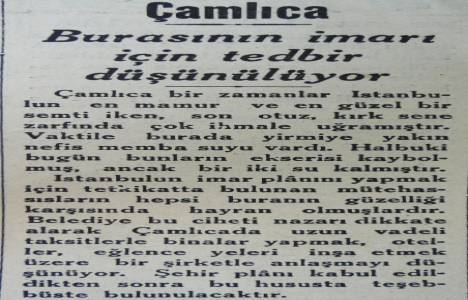 Çamlıca
Burasının imarı
için tedbir
düşünülüyor
Çamlıca bir zamanlar Istanbu-
lun en mamur ve en güzel bir
semti iken, son otuz, kırk sene
zarfında çok ihmale uğramıştır.
Vaktile burada yirmiye yakın
nefis memba suyu vardı. Halbuki
bugün bunların ekserisi kaybol-
muş, ancak bir iki su kalmıştır.
Istanbulun imar plânını yapmak
için tetkikatta bulunan mütehas-
sısların hepsi buranın güzelliği
karşısında hayran olmuşlardır.
Belediye bu ciheti nazarı dikkate
alarak Çamlıcada uzun vadeli
taksitlerle binalar yapmak, otel-
ler, eğlence yeleri inşa etmek
üzere bir şirketle anlaşmayı dü-
şünüyor. Şehir plânı kabul edil-
dikten sonra bu hususta teşeb-
büste bulunulacaktır.